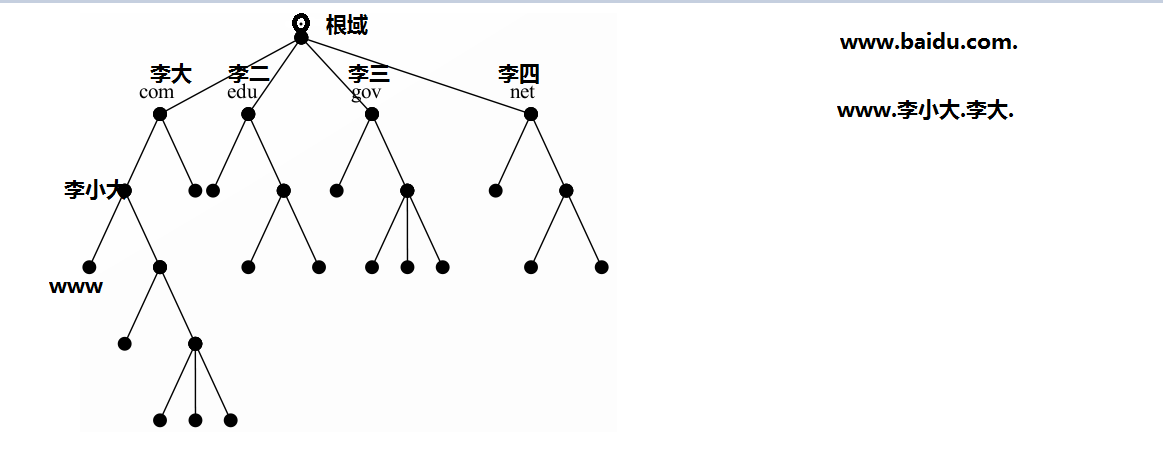 根域
www.baidu.com.
李大 李二 李三 李四
com edu gov net
www.李小大.李大.
李小大
www